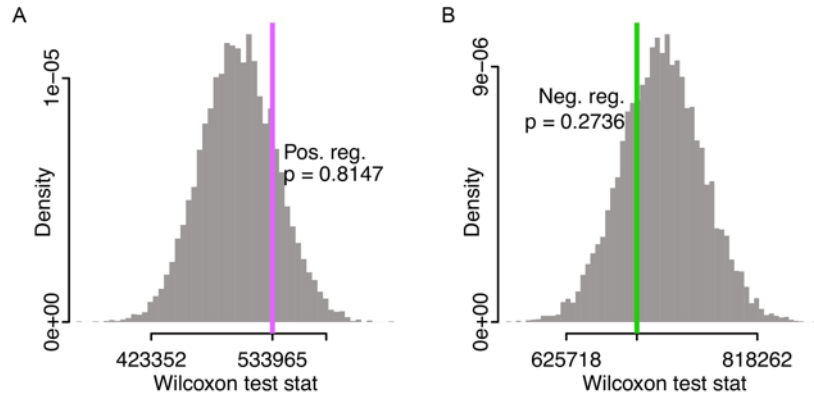 A
1e−05
Density
0e+00
Pos. reg.
p = 0.8147
423352
533965
Wilcoxon test stat
B
9e−06
Density
0e+00
Neg. reg.
p = 0.2736
625718
818262
Wilcoxon test stat